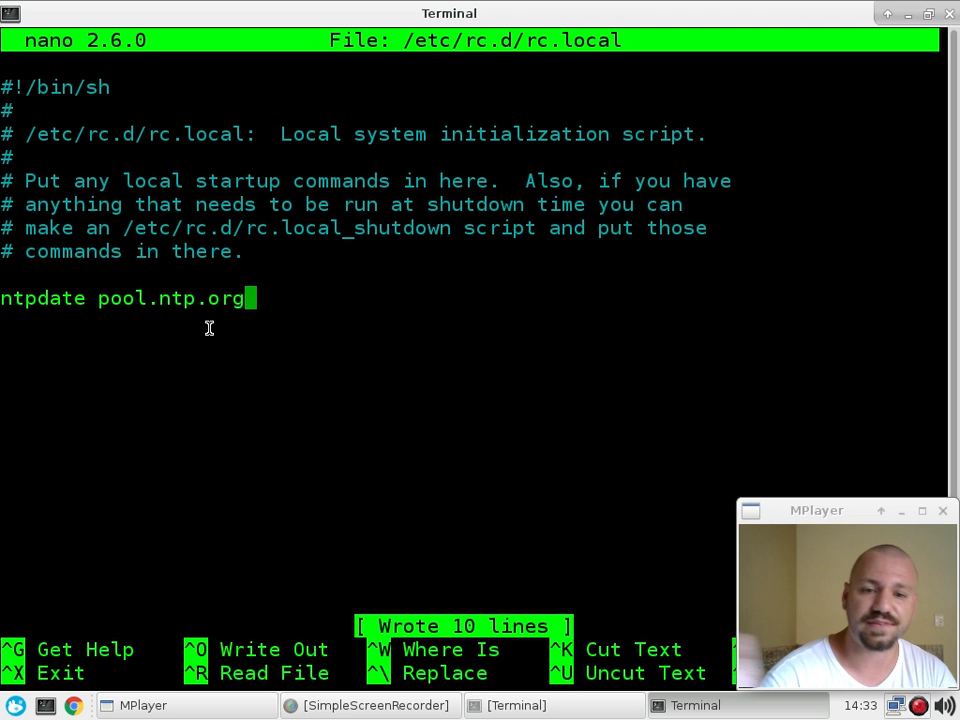 Terminal
nano 2.6.0 File: /etc/rc.d/rc.local
#!/bin/sh
#
# /etc/rc.d/rc.local:  Local system initialization script.
#
# Put any local startup commands in here.  Also, if you have
# anything that needs to be run at shutdown time you can
# make an /etc/rc.d/rc.local_shutdown script and put those
# commands in there.
ntpdate pool.ntp.org
MPlayer
[ Wrote 10 lines ]
^G Get Help ^O Write Out ^W Where Is ^K Cut Text
^X Exit ^R Read File ^\ Replace ^U Uncut Text
MPlayer [SimpleScreenRecorder] [Terminal] Terminal 14:33